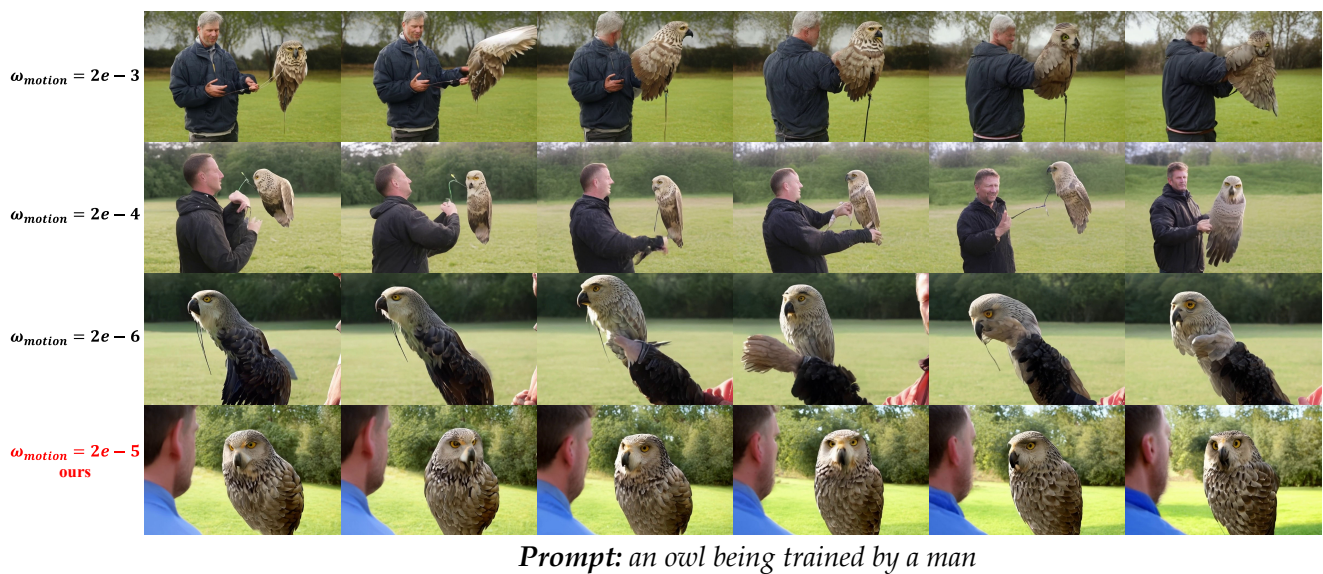 ω_motion = 2e − 3
ω_motion = 2e − 4
ω_motion = 2e − 6
ω_motion = 2e − 5
ours
Prompt: an owl being trained by a man